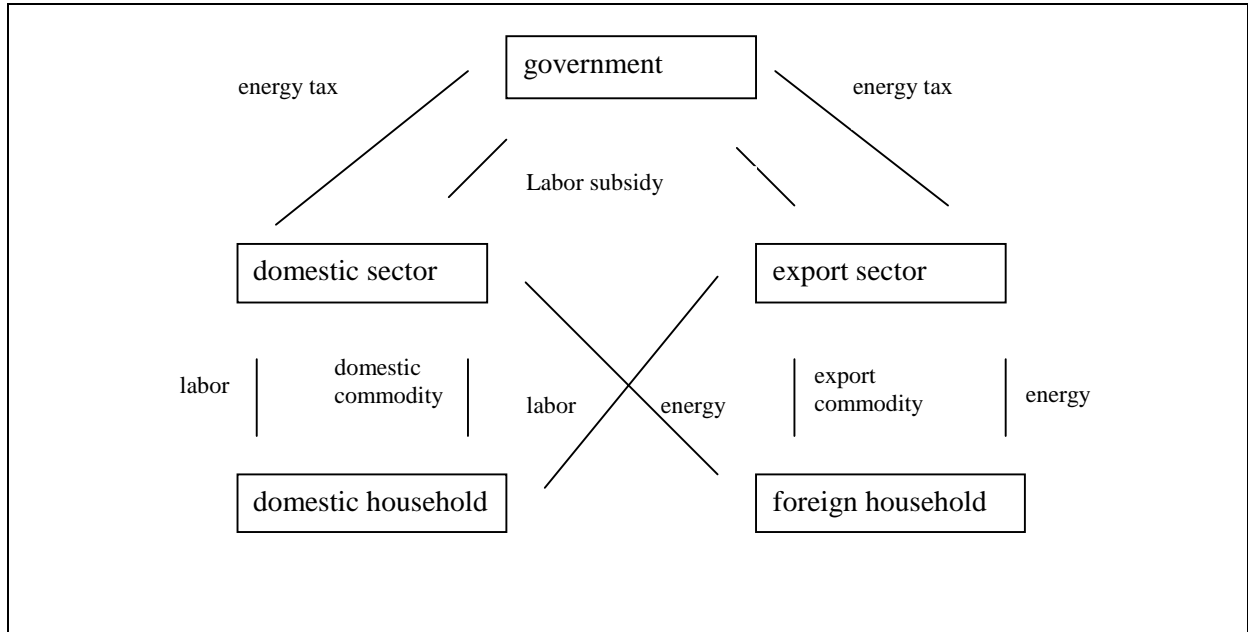 government
energy tax
energy tax
Labor subsidy
domestic sector
export sector
labor
domestic
commodity
labor
energy
export
commodity
energy
domestic household
foreign household